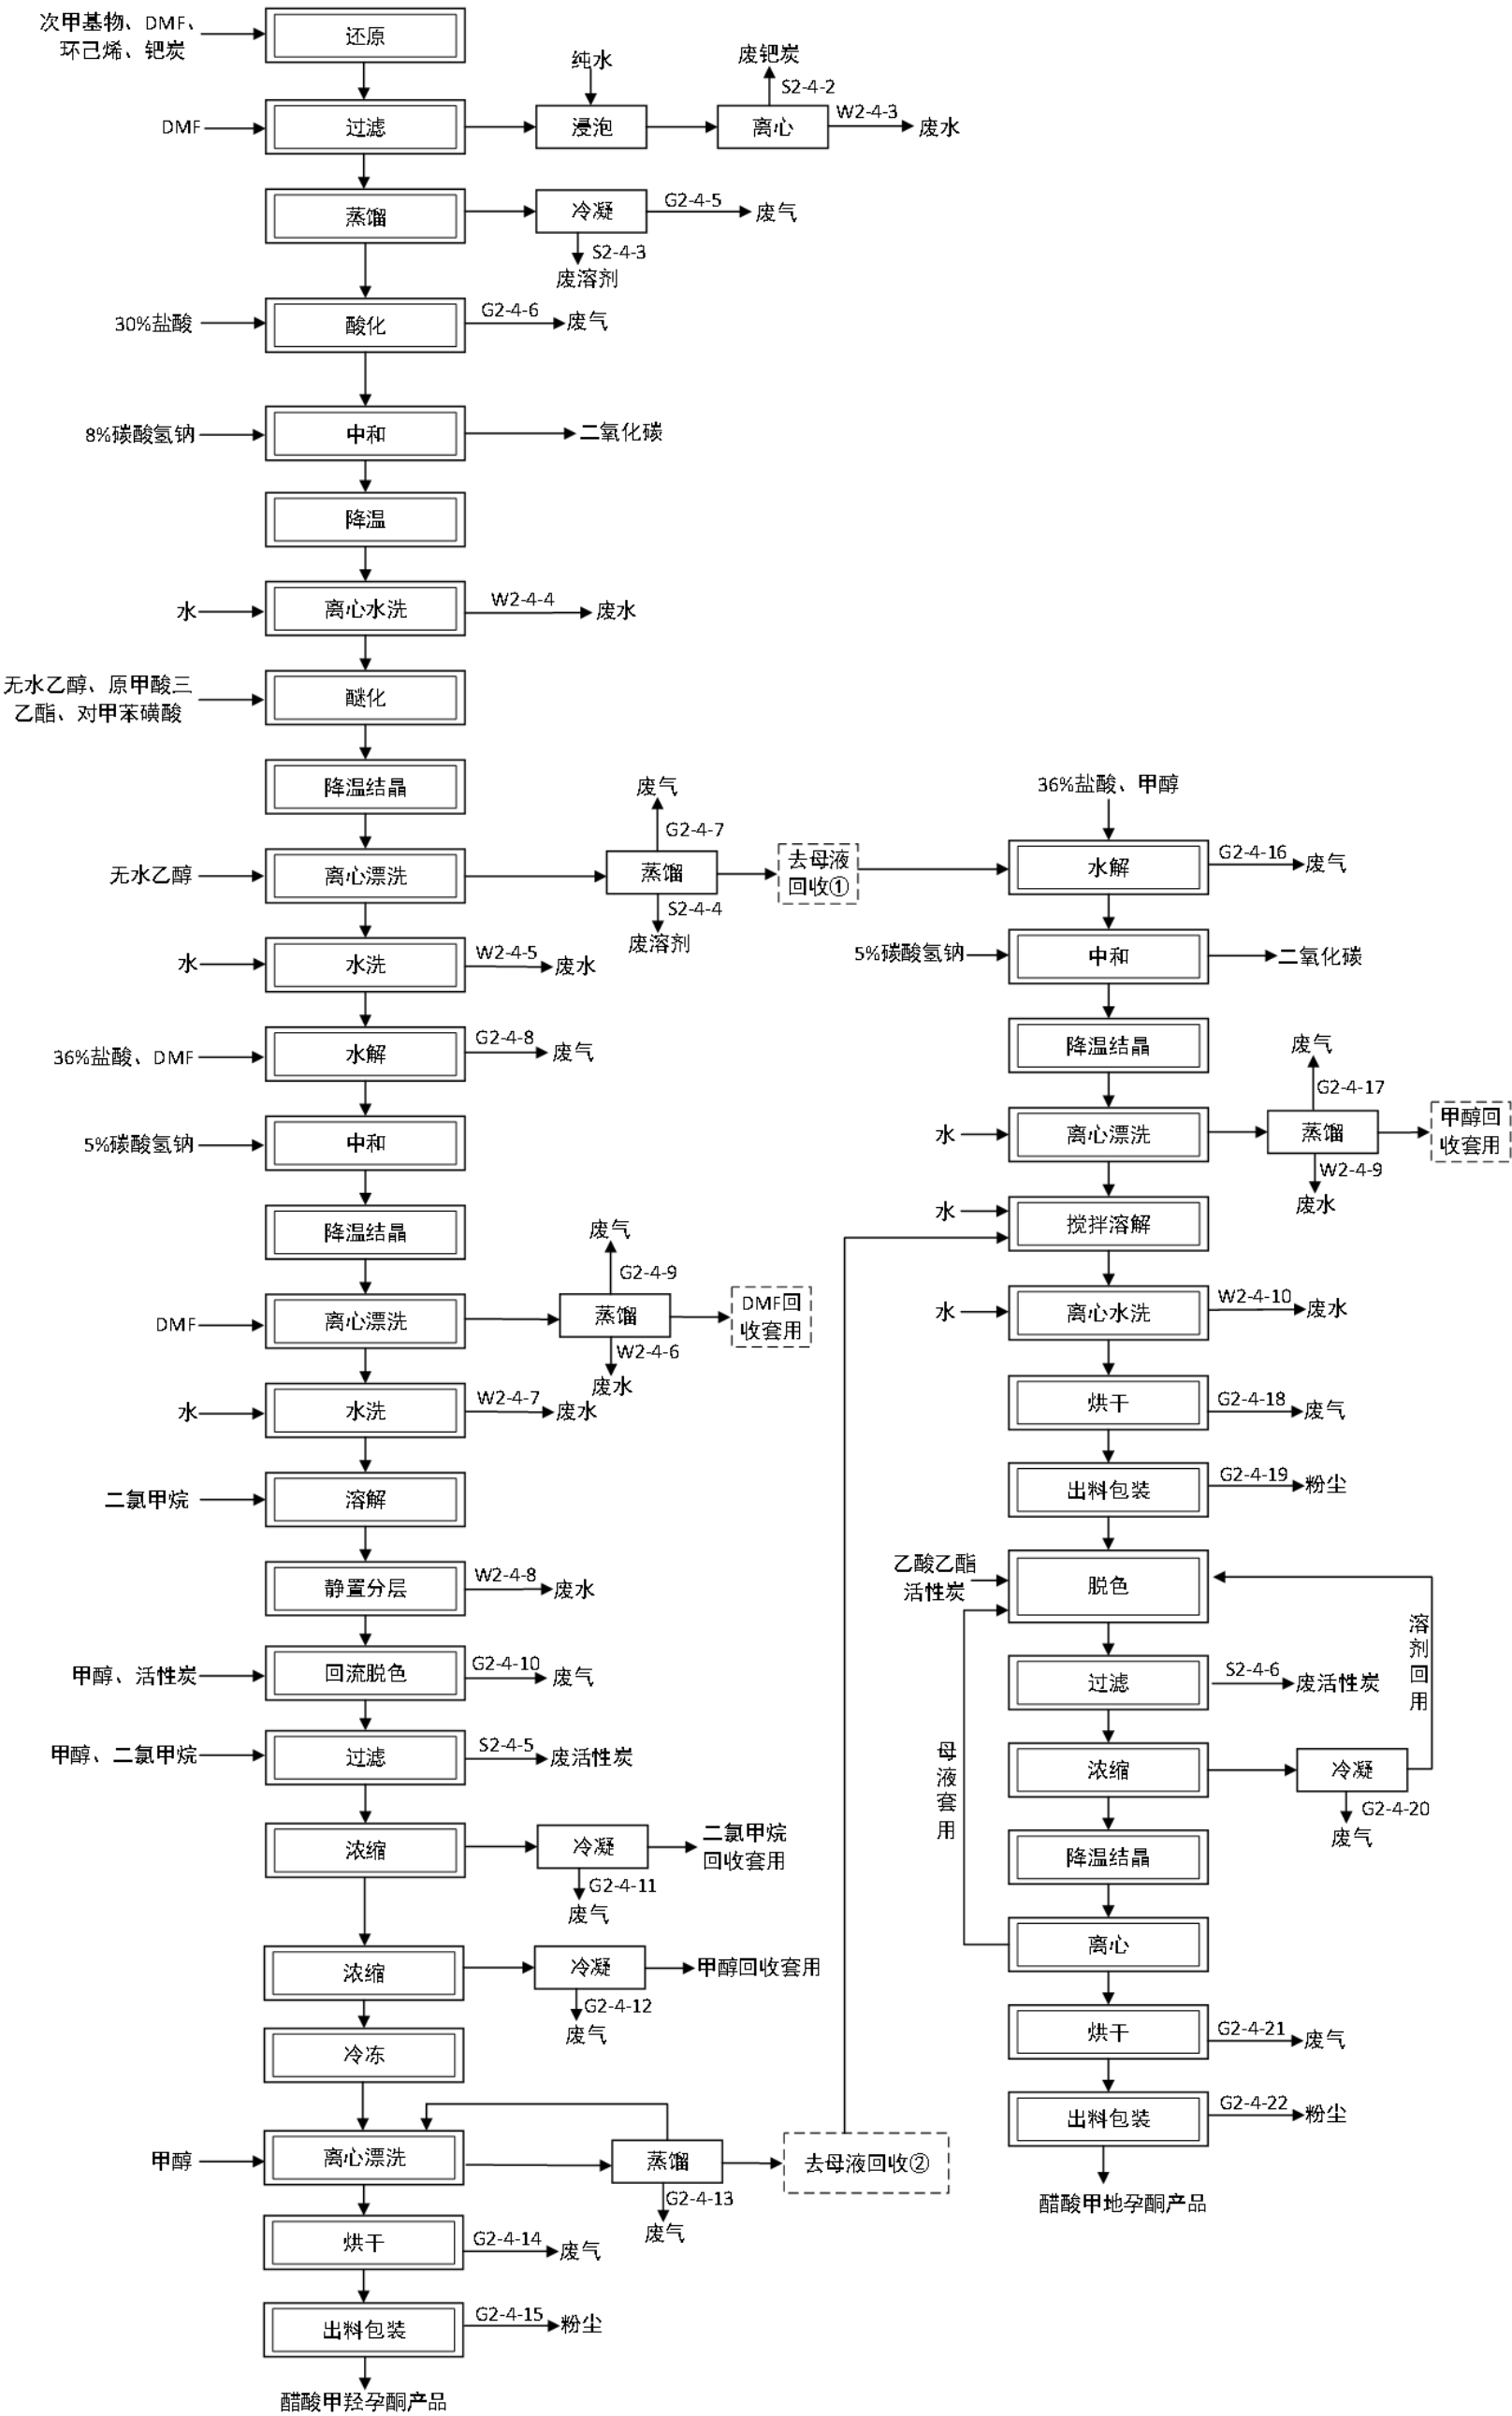 次甲基物、DMF、
环己烯、钯炭
还原
DMF
过滤
纯水
浸泡
离心
废钯炭
S2-4-2
W2-4-3
废水
蒸馏
冷凝
G2-4-5
废气
S2-4-3
废溶剂
30%盐酸
酸化
G2-4-6
废气
8%碳酸氢钠
中和
二氧化碳
降温
水
离心水洗
W2-4-4
废水
无水乙醇、原甲酸三
乙酯、对甲苯磺酸
醚化
降温结晶
无水乙醇
离心漂洗
废气
G2-4-7
蒸馏
S2-4-4
废溶剂
去母液
回收①
水
水洗
W2-4-5
废水
36%盐酸、DMF
水解
G2-4-8
废气
5%碳酸氢钠
中和
降温结晶
DMF
离心漂洗
废气
G2-4-9
蒸馏
W2-4-6
废水
DMF回
收套用
水
水洗
W2-4-7
废水
二氯甲烷
溶解
静置分层
W2-4-8
废水
甲醇、活性炭
回流脱色
G2-4-10
废气
甲醇、二氯甲烷
过滤
S2-4-5
废活性炭
浓缩
冷凝
二氯甲烷
回收套用
G2-4-11
废气
浓缩
冷凝
甲醇回收套用
G2-4-12
废气
冷冻
甲醇
离心漂洗
蒸馏
G2-4-13
废气
去母液回收②
烘干
G2-4-14
废气
出料包装
G2-4-15
粉尘
醋酸甲羟孕酮产品
36%盐酸、甲醇
水解
G2-4-16
废气
5%碳酸氢钠
中和
二氧化碳
降温结晶
水
离心漂洗
废气
G2-4-17
蒸馏
W2-4-9
废水
甲醇回
收套用
水
搅拌溶解
水
离心水洗
W2-4-10
废水
烘干
G2-4-18
废气
出料包装
G2-4-19
粉尘
乙酸乙酯
活性炭
脱色
溶剂回用
过滤
S2-4-6
废活性炭
母液套用
浓缩
冷凝
G2-4-20
废气
降温结晶
离心
烘干
G2-4-21
废气
出料包装
G2-4-22
粉尘
醋酸甲地孕酮产品